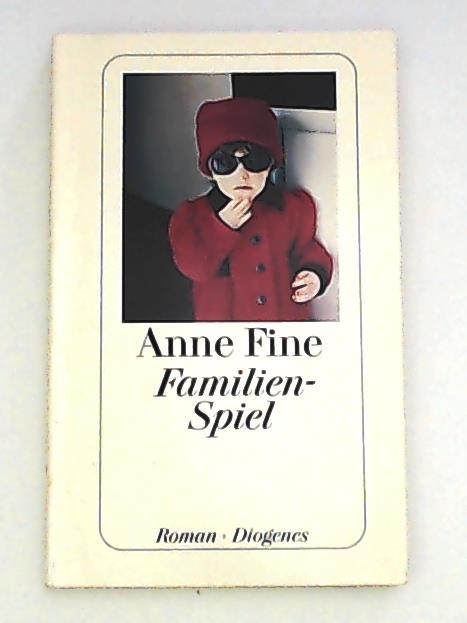 Anne Fine
Familien-
Spiel
Roman · Diogenes